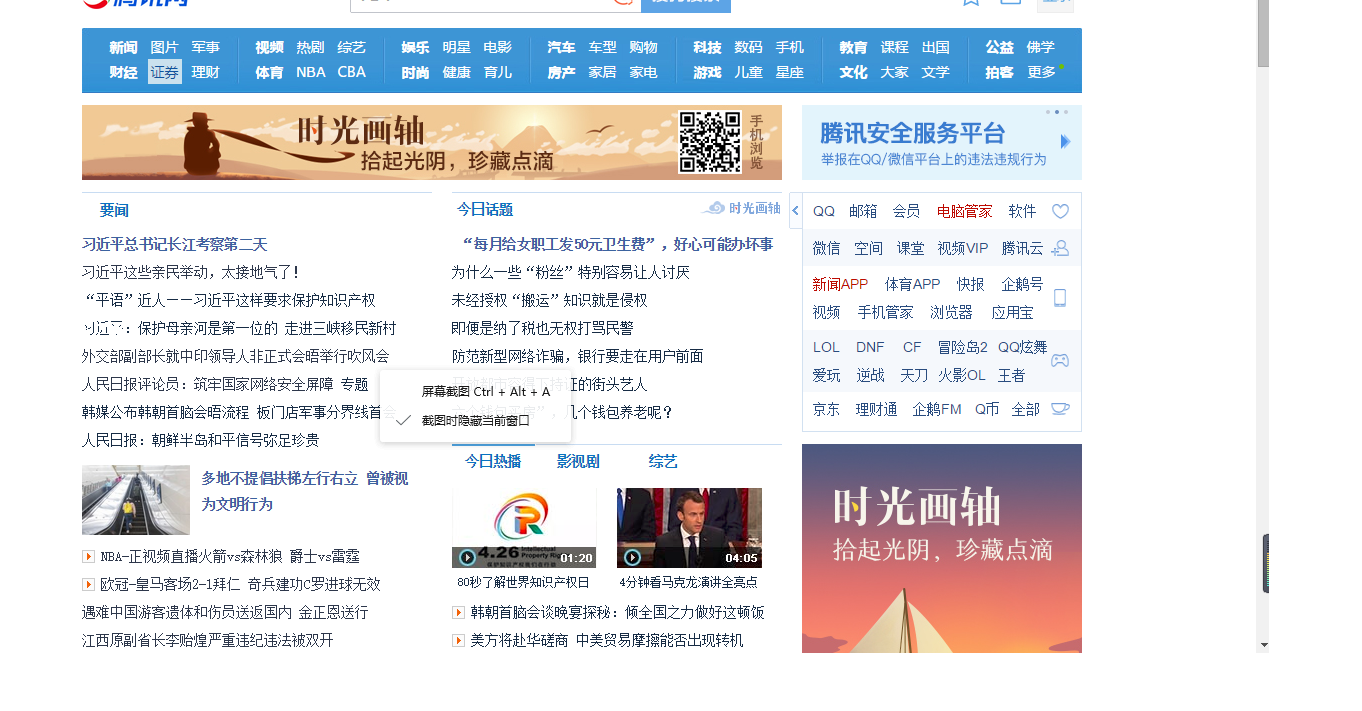 腾讯网
新闻 图片 军事 视频 热剧 综艺 娱乐 明星 电影 汽车 车型 购物 科技 数码 手机 教育 课程 出国 公益 佛学
财经 证券 理财 体育 NBA CBA 时尚 健康 育儿 房产 家居 家电 游戏 儿童 星座 文化 大家 文学 拍客 更多
时光画轴
拾起光阴，珍藏点滴
手机浏览
腾讯安全服务平台
举报在QQ/微信平台上的违法违规行为
要闻
习近平总书记长江考察第二天
习近平这些亲民举动，太接地气了！
“平语”近人——习近平这样要求保护知识产权
习近平：保护母亲河是第一位的 走进三峡移民新村
外交部副部长就中印领导人非正式会晤举行吹风会
人民日报评论员：筑牢国家网络安全屏障 专题
韩媒公布韩朝首脑会晤流程 板门店军事分界线首会
人民日报：朝鲜半岛和平信号弥足珍贵
多地不提倡扶梯左行右立 曾被视
为文明行为
NBA-正视频直播火箭vs森林狼 爵士vs雷霆
欧冠-皇马客场2-1拜仁 奇兵建功C罗进球无效
遇难中国游客遗体和伤员送返国内 金正恩送行
江西原副省长李贻煌严重违纪违法被双开
今日话题
时光画轴
“每月给女职工发50元卫生费”，好心可能办坏事
为什么一些“粉丝”特别容易让人讨厌
未经授权“搬运”知识就是侵权
即便是纳了税也无权打骂民警
防范新型网络诈骗，银行要走在用户前面
持证的街头艺人
几个钱包养老呢？
屏幕截图 Ctrl + Alt + A
截图时隐藏当前窗口
今日热播 影视剧 综艺
4.26
Intellectual
01:20
04:05
80秒了解世界知识产权日
4分钟看马克龙演讲全亮点
韩朝首脑会谈晚宴探秘：倾全国之力做好这顿饭
美方将赴华磋商 中美贸易摩擦能否出现转机
QQ 邮箱 会员 电脑管家 软件
微信 空间 课堂 视频VIP 腾讯云
新闻APP 体育APP 快报 企鹅号
视频 手机管家 浏览器 应用宝
LOL DNF CF 冒险岛2 QQ炫舞
爱玩 逆战 天刀 火影OL 王者
京东 理财通 企鹅FM Q币 全部
时光画轴
拾起光阴，珍藏点滴